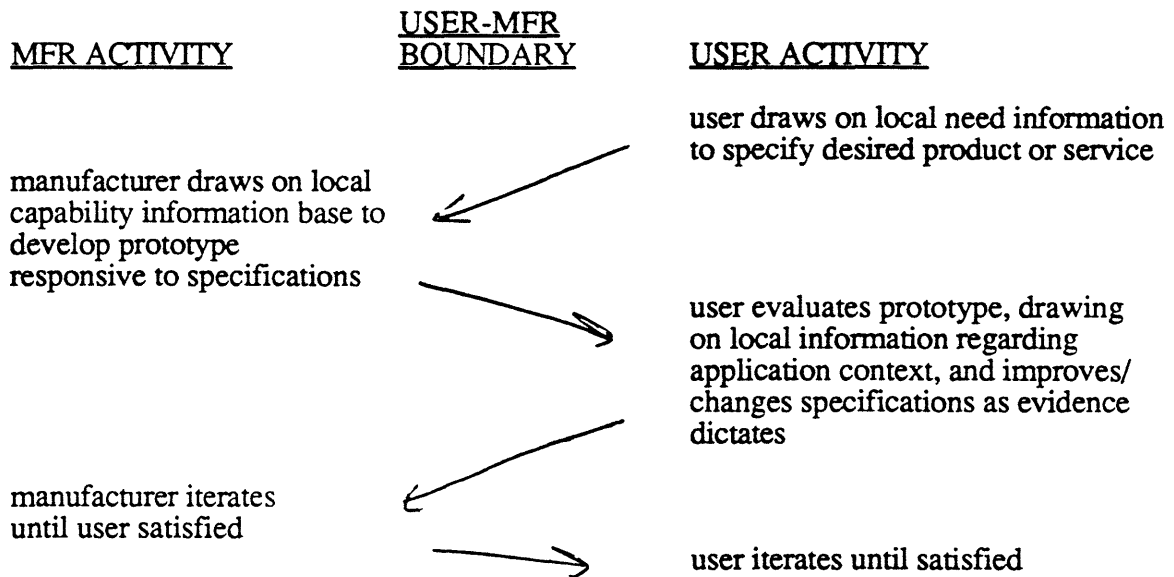 MFR ACTIVITY
USER-MFR
BOUNDARY
USER ACTIVITY
user draws on local need information
to specify desired product or service
manufacturer draws on local
capability information base to
develop prototype
responsive to specifications
user evaluates prototype, drawing
on local information regarding
application context, and improves/
changes specifications as evidence
dictates
manufacturer iterates
until user satisfied
user iterates until satisfied